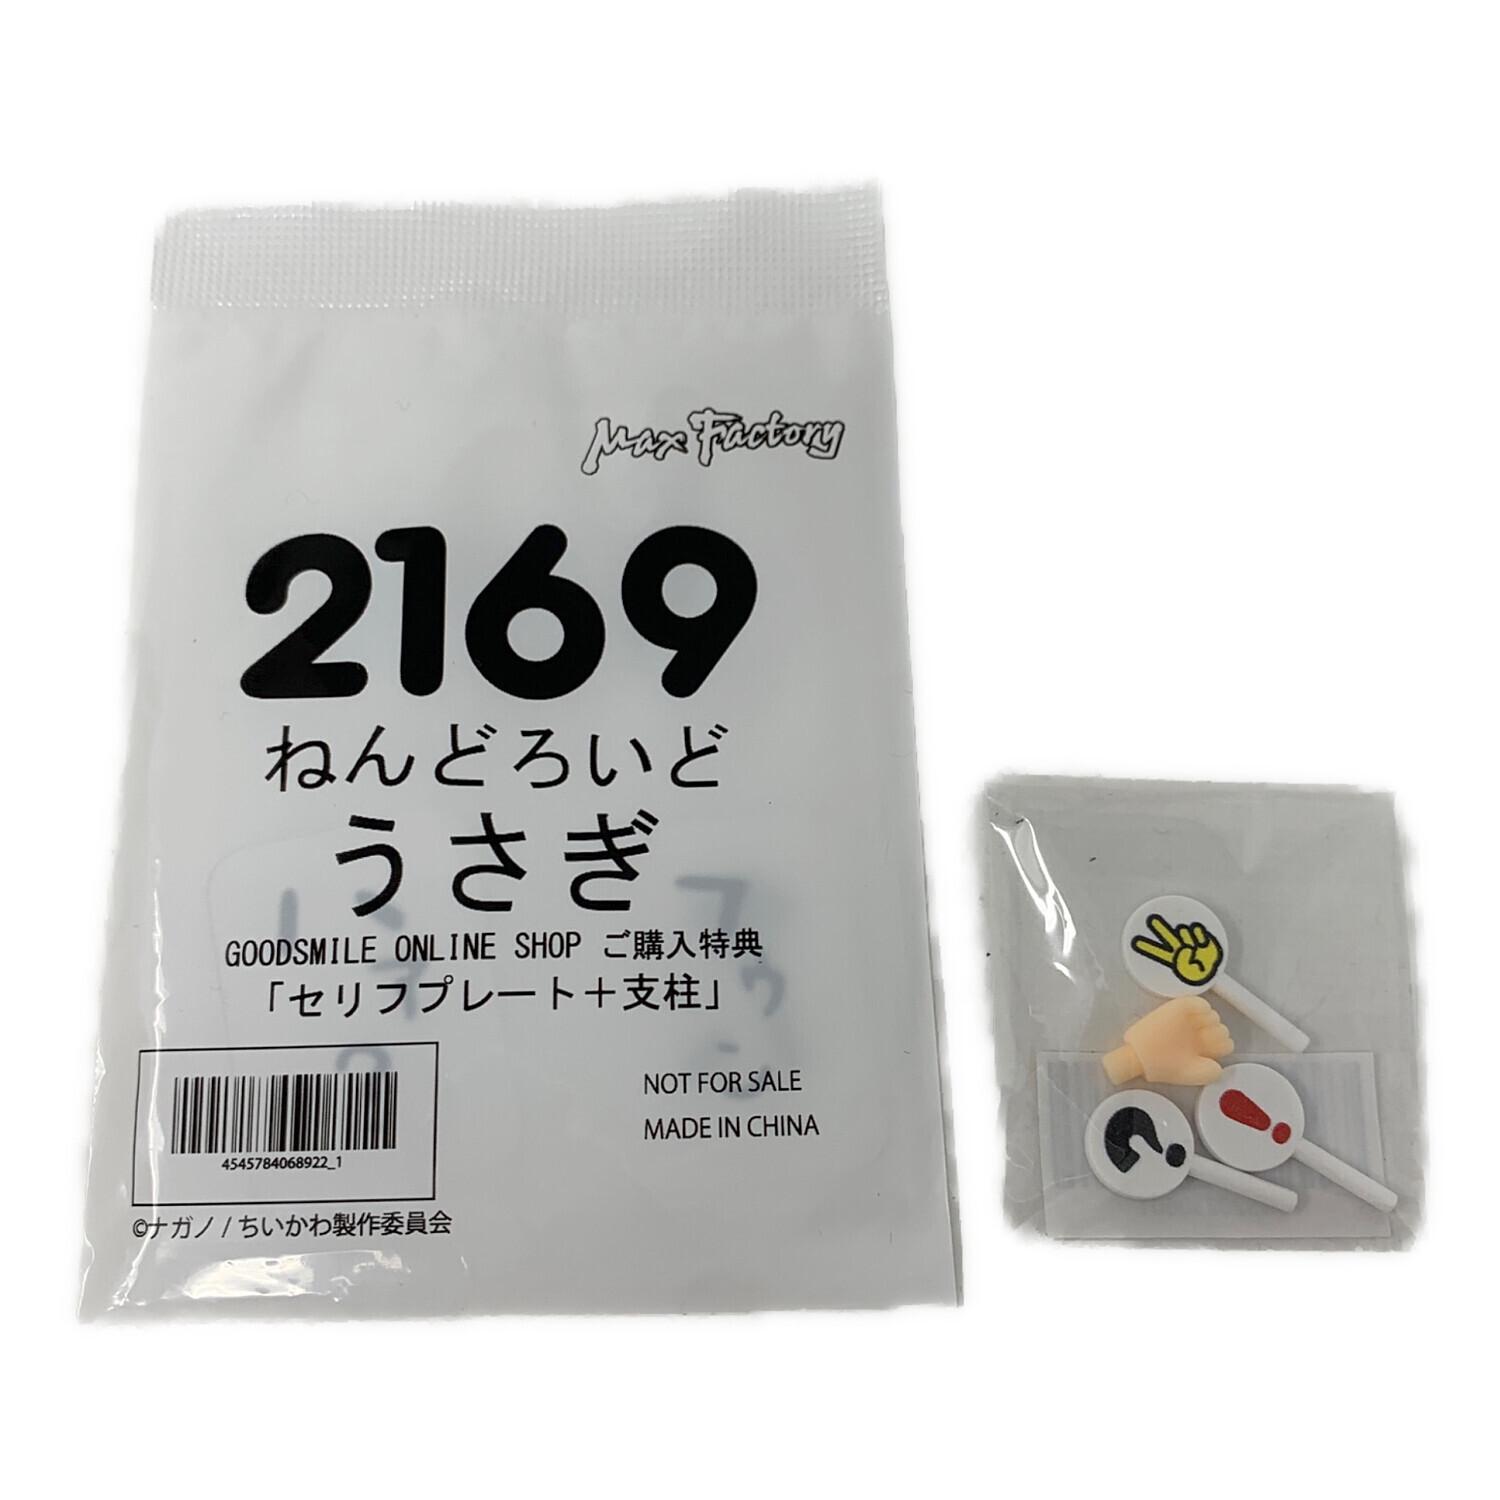 Max Factory
2169
ねんどろいど
うさぎ
GOODSMILE ONLINE SHOP ご購入特典
「セリフプレート＋支柱」
NOT FOR SALE
MADE IN CHINA
4545784068922_1
©ナガノ / ちいかわ製作委員会
?
!